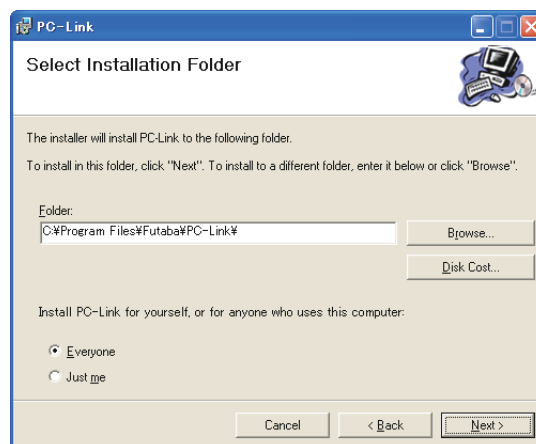 PC-Link
Select Installation Folder
The installer will install PC-Link to the following folder.
To install in this folder, click "Next". To install to a different folder, enter it below or click "Browse".
Folder:
C:¥Program Files¥Futaba¥PC-Link¥
Browse...
Disk Cost...
Install PC-Link for yourself, or for anyone who uses this computer:
Everyone
Just me
Cancel
< Back
Next >